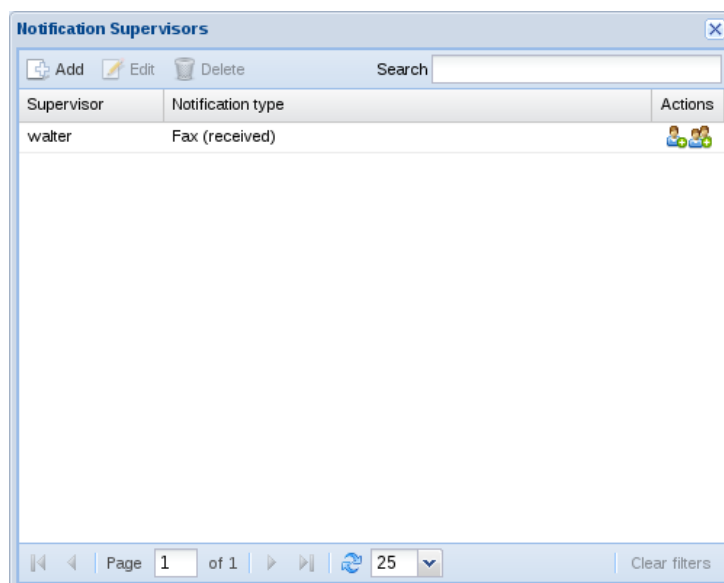 Notification Supervisors
Add Edit Delete Search
Supervisor Notification type Actions
walter Fax (received)
Page 1 of 1 25 Clear filters